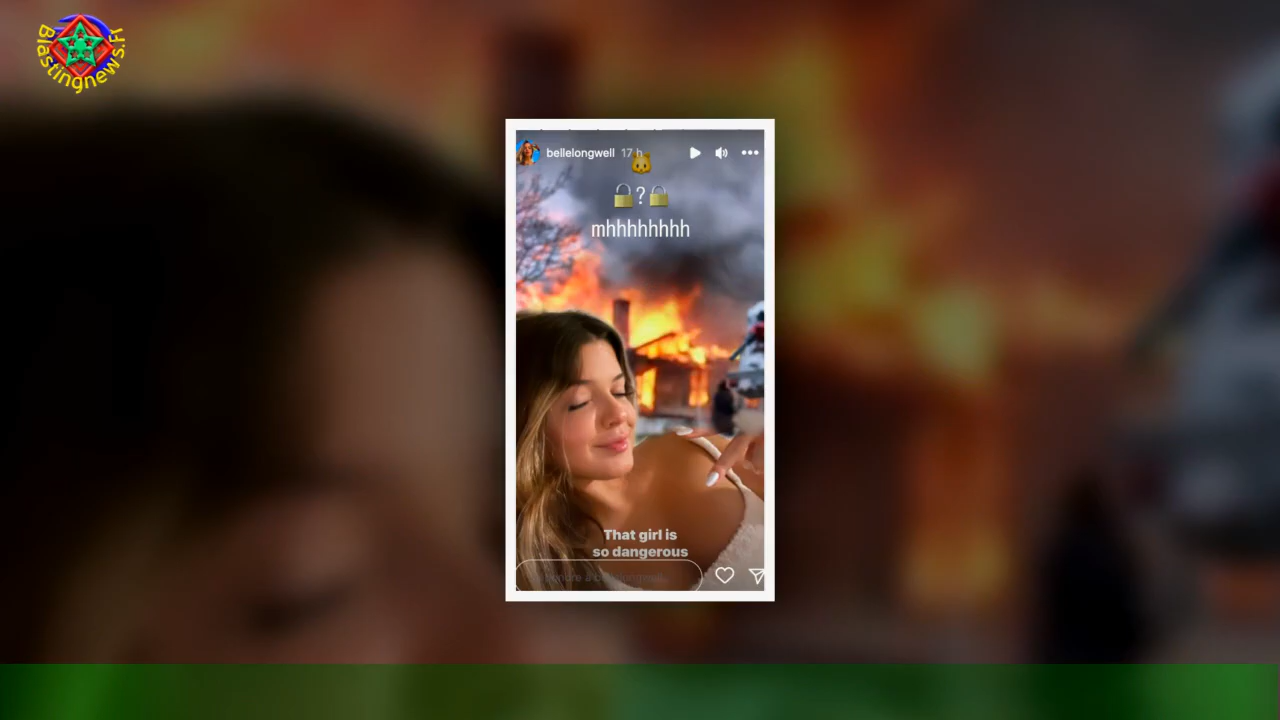 Blastingnews.Fr
bellelongwell 17 h
?
mhhhhhhhh
That girl is
so dangerous